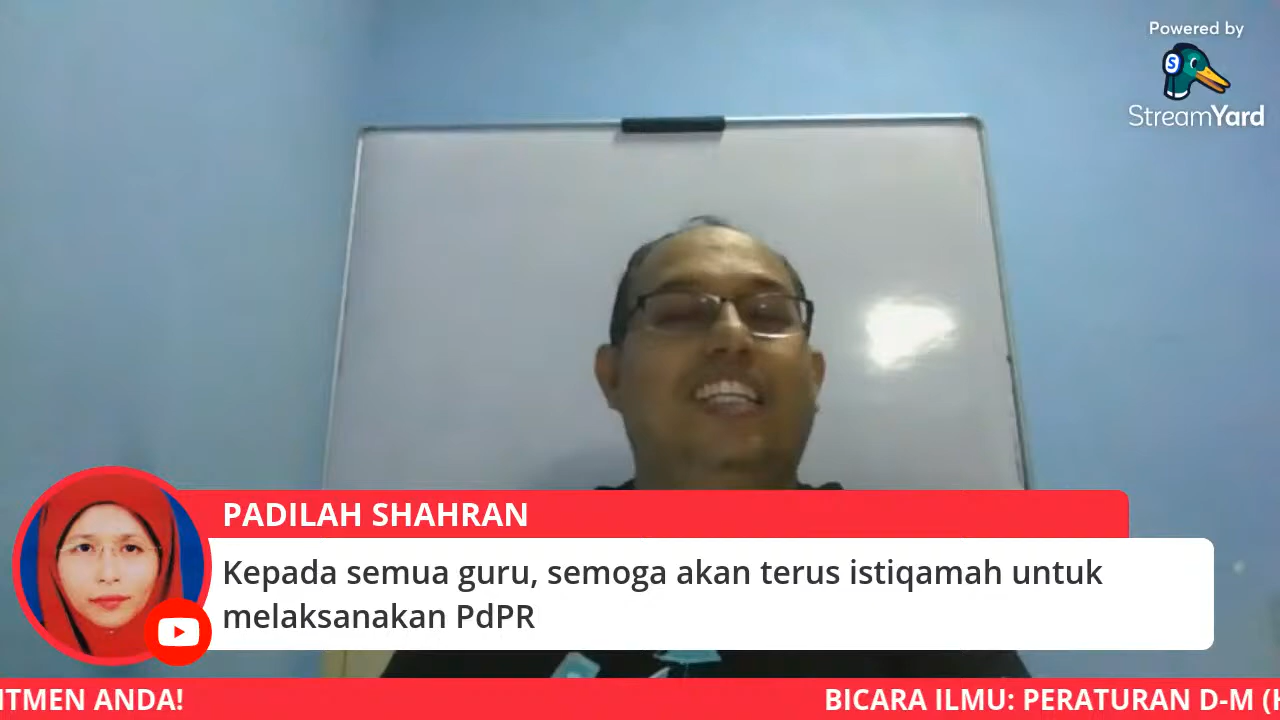 Powered by
StreamYard
PADILAH SHAHRAN
Kepada semua guru, semoga akan terus istiqamah untuk
melaksanakan PdPR
ANDA!
BICARA ILMU: PERATURAN D-M